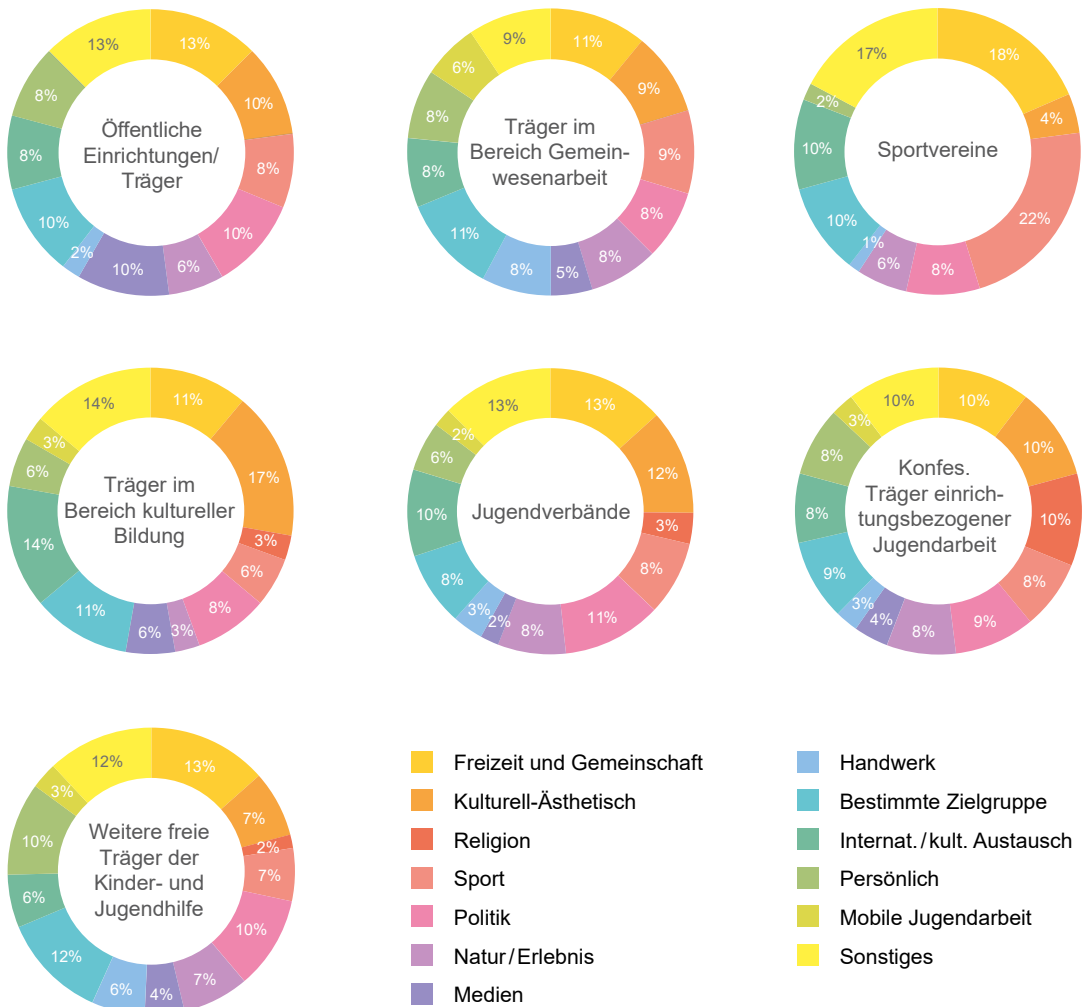 13%
13%
10%
8%
10%
6%
10%
2%
10%
8%
8%
Öffentliche
Einrichtungen/
Träger
9%
11%
9%
9%
8%
8%
5%
8%
11%
8%
8%
6%
Träger im
Bereich Gemein-
wesenarbeit
17%
18%
4%
22%
8%
6%
1%
10%
10%
2%
Sportvereine
14%
11%
17%
3%
6%
8%
3%
6%
11%
14%
6%
3%
Träger im
Bereich kultureller
Bildung
13%
13%
12%
3%
8%
11%
8%
2%
3%
8%
10%
6%
2%
Jugendverbände
10%
10%
10%
10%
8%
9%
8%
4%
3%
9%
8%
8%
3%
Konfes.
Träger einrich-
tungsbezogener
Jugendarbeit
12%
13%
7%
2%
7%
10%
7%
4%
6%
12%
6%
10%
3%
Weitere freie
Träger der
Kinder- und
Jugendhilfe
Freizeit und Gemeinschaft
Kulturell-Ästhetisch
Religion
Sport
Politik
Natur/Erlebnis
Medien
Handwerk
Bestimmte Zielgruppe
Internat./kult. Austausch
Persönlich
Mobile Jugendarbeit
Sonstiges